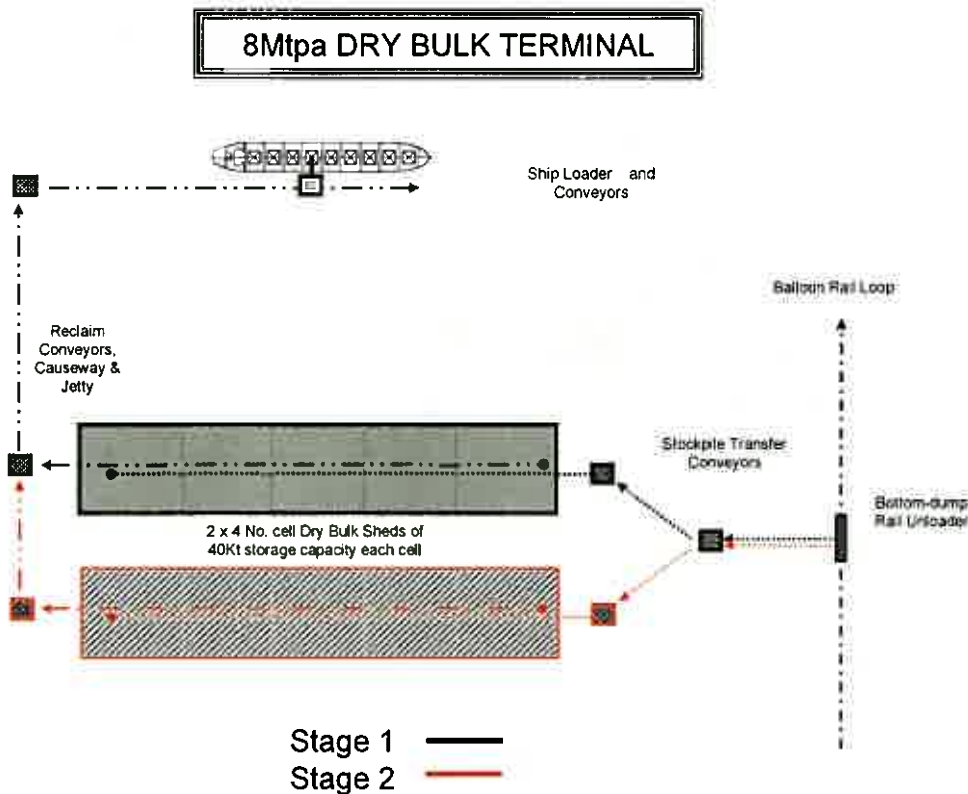 8Mtpa DRY BULK TERMINAL
Ship Loader and
Conveyors
Balloon Rail Loop
Reclaim
Conveyors,
Causeway &
Jetty
Stockpile Transfer
Conveyors
Bottom-dump
Rail Unloader
2 x 4 No. cell Dry Bulk Sheds of
40Kt storage capacity each cell
Stage 1
Stage 2